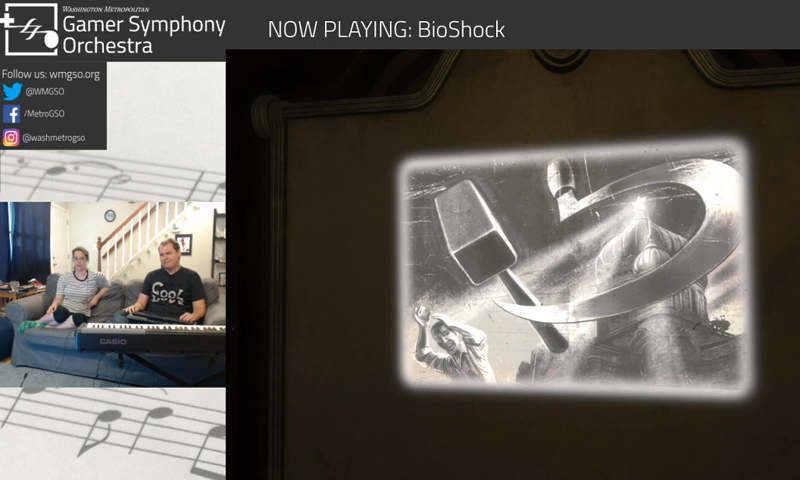 WASHINGTON METROPOLITAN
Gamer Symphony
Orchestra
NOW PLAYING: BioShock
Follow us: wmgso.org
@WMGSO
/MetroGSO
@washmetrogso
Cool
CASIO